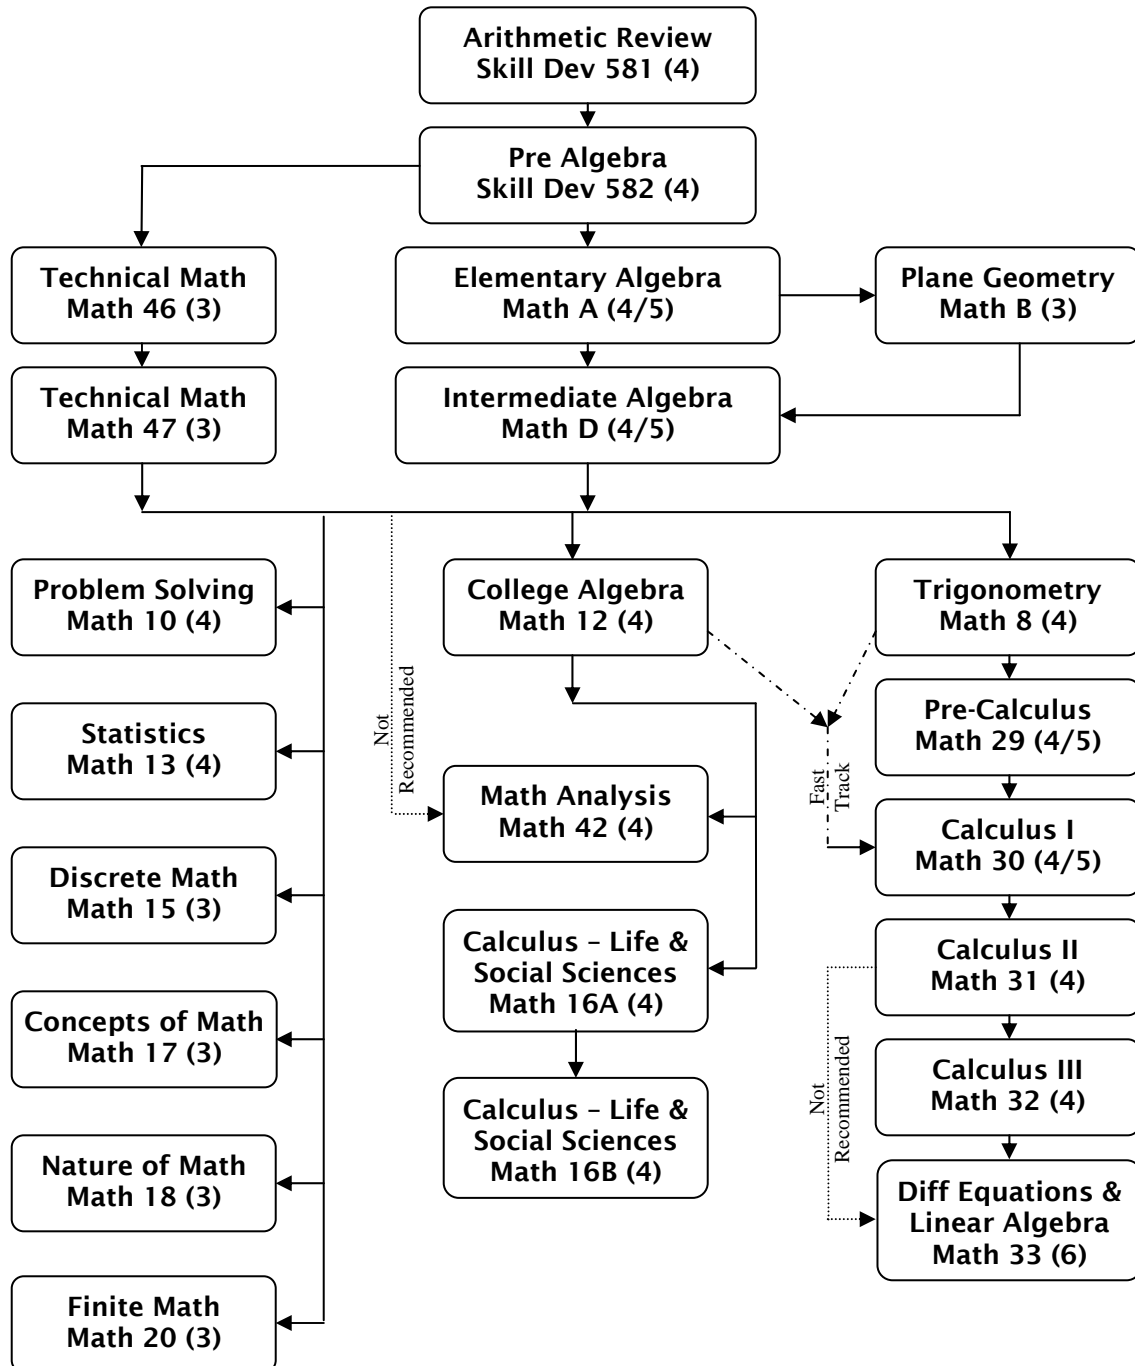 Arithmetic Review
Skill Dev 581 (4)
Pre Algebra
Skill Dev 582 (4)
Technical Math
Math 46 (3)
Elementary Algebra
Math A (4/5)
Plane Geometry
Math B (3)
Technical Math
Math 47 (3)
Intermediate Algebra
Math D (4/5)
Problem Solving
Math 10 (4)
College Algebra
Math 12 (4)
Trigonometry
Math 8 (4)
Not
Recommended
Statistics
Math 13 (4)
Pre-Calculus
Math 29 (4/5)
Fast
Track
Math Analysis
Math 42 (4)
Calculus I
Math 30 (4/5)
Discrete Math
Math 15 (3)
Calculus – Life &
Social Sciences
Math 16A (4)
Calculus II
Math 31 (4)
Concepts of Math
Math 17 (3)
Not
Recommended
Calculus III
Math 32 (4)
Calculus – Life &
Social Sciences
Math 16B (4)
Nature of Math
Math 18 (3)
Diff Equations &
Linear Algebra
Math 33 (6)
Finite Math
Math 20 (3)